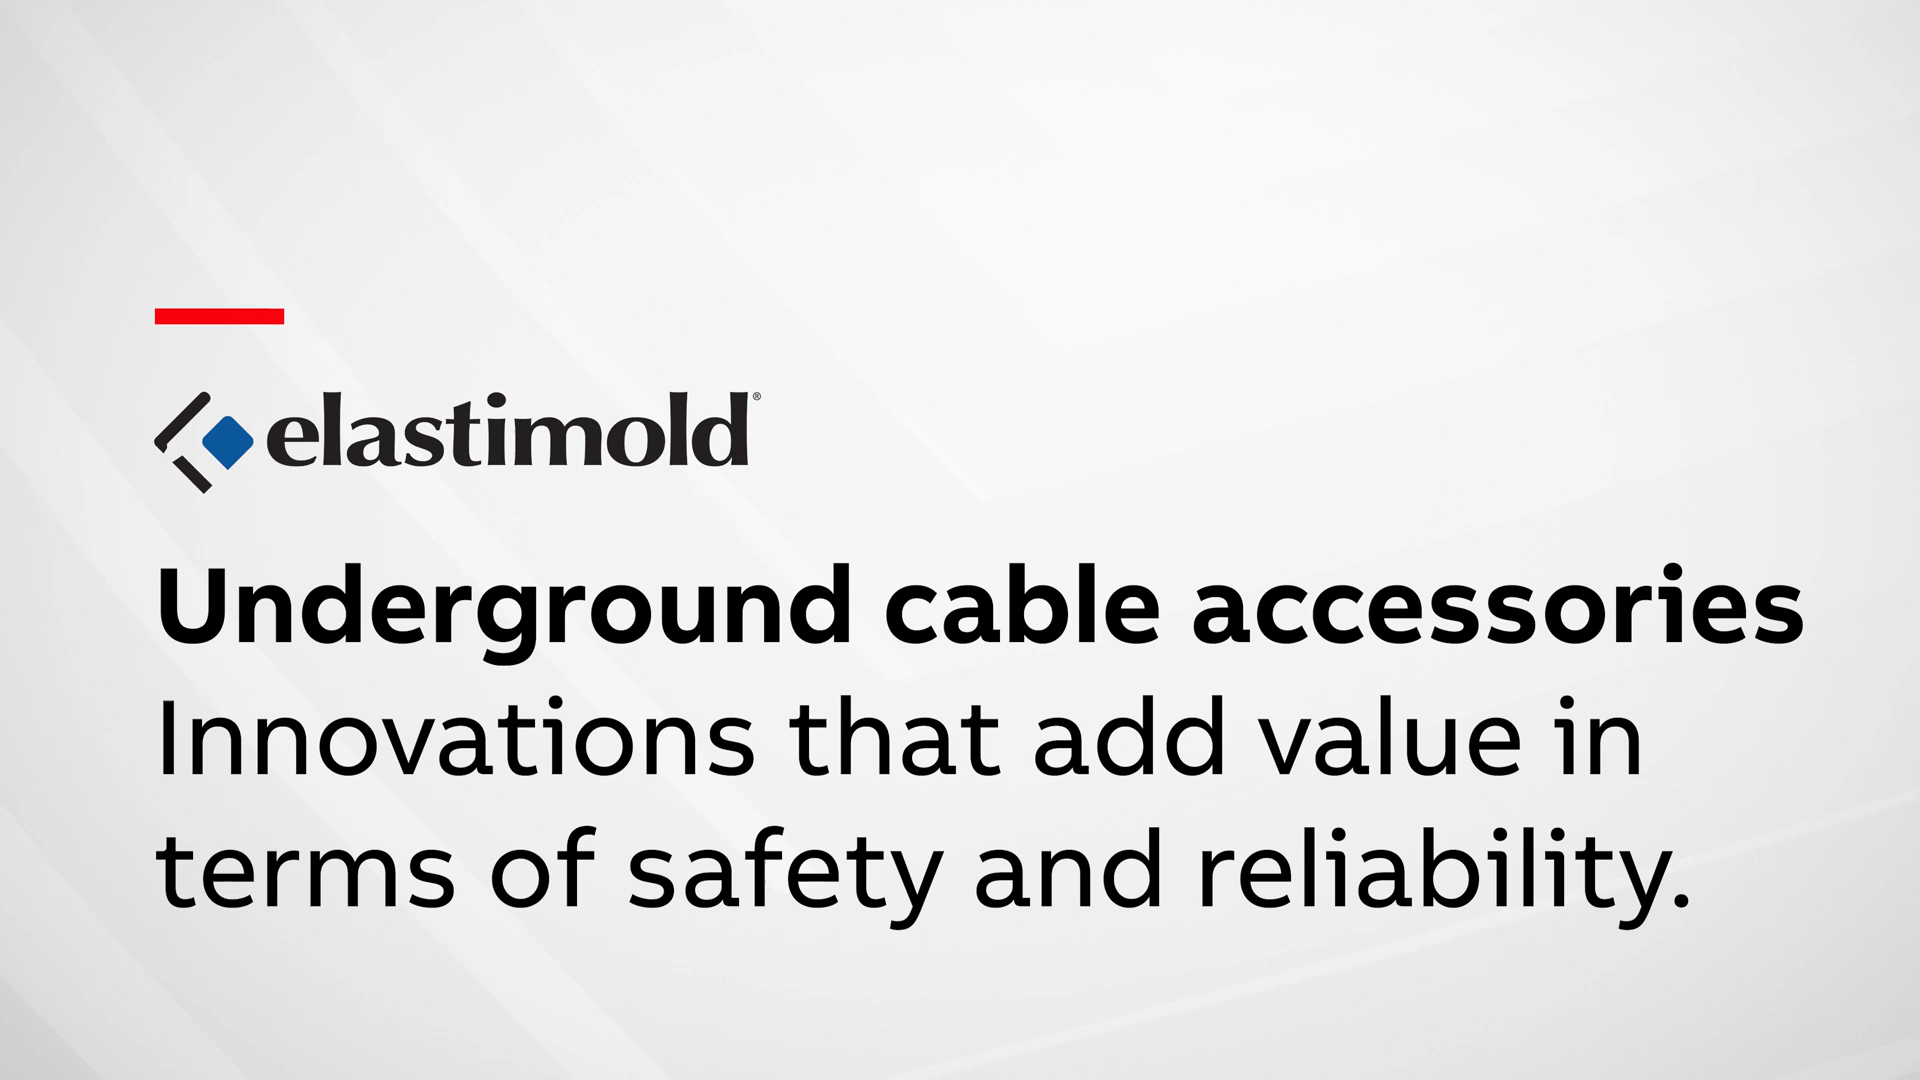 elastimold®
Underground cable accessories
Innovations that add value in
terms of safety and reliability.